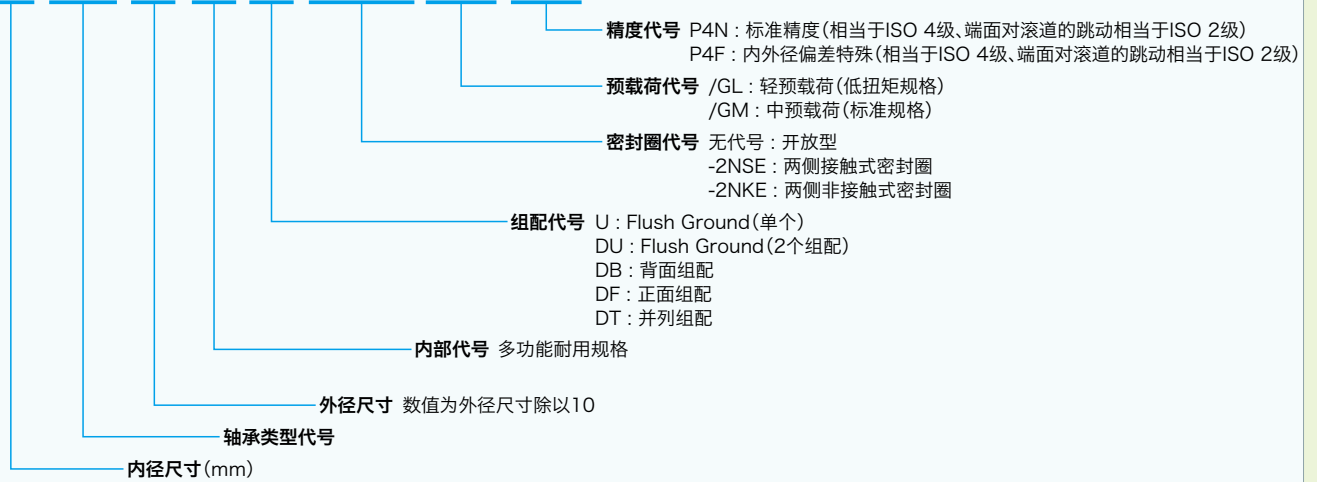 精度代号 P4N：标准精度（相当于ISO 4级、端面对滚道的跳动相当于ISO 2级）
P4F：内外径偏差特殊（相当于ISO 4级、端面对滚道的跳动相当于ISO 2级）
预载荷代号 /GL：轻预载荷（低扭矩规格）
/GM：中预载荷（标准规格）
密封圈代号 无代号：开放型
-2NSE：两侧接触式密封圈
-2NKE：两侧非接触式密封圈
组配代号 U：Flush Ground（单个）
DU：Flush Ground（2个组配）
DB：背面组配
DF：正面组配
DT：并列组配
内部代号 多功能耐用规格
外径尺寸 数值为外径尺寸除以10
轴承类型代号
内径尺寸（mm）